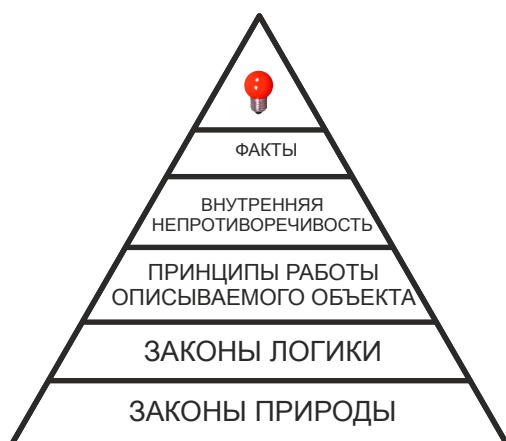 ФАКТЫ
ВНУТРЕННЯЯ
НЕПРОТИВОРЕЧИВОСТЬ
ПРИНЦИПЫ РАБОТЫ
ОПИСЫВАЕМОГО ОБЪЕКТА
ЗАКОНЫ ЛОГИКИ
ЗАКОНЫ ПРИРОДЫ